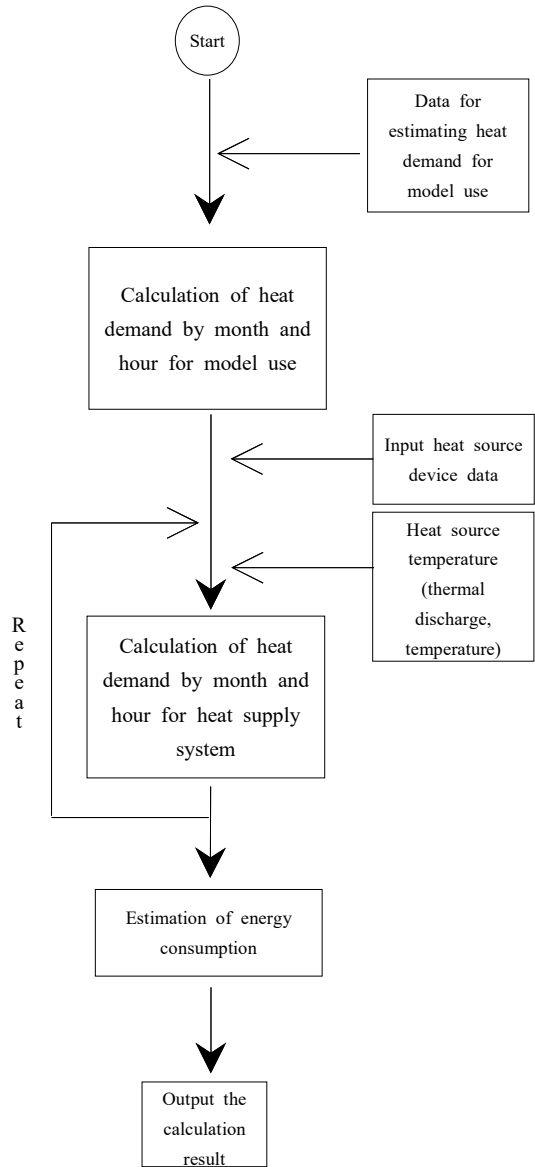 Start
Data for
estimating heat
demand for
model use
Calculation of heat
demand by month and
hour for model use
Input heat source
device data
Heat source
temperature
(thermal
discharge,
temperature)
Repeat
Calculation of heat
demand by month and
hour for heat supply
system
Estimation of energy
consumption
Output the
calculation
result